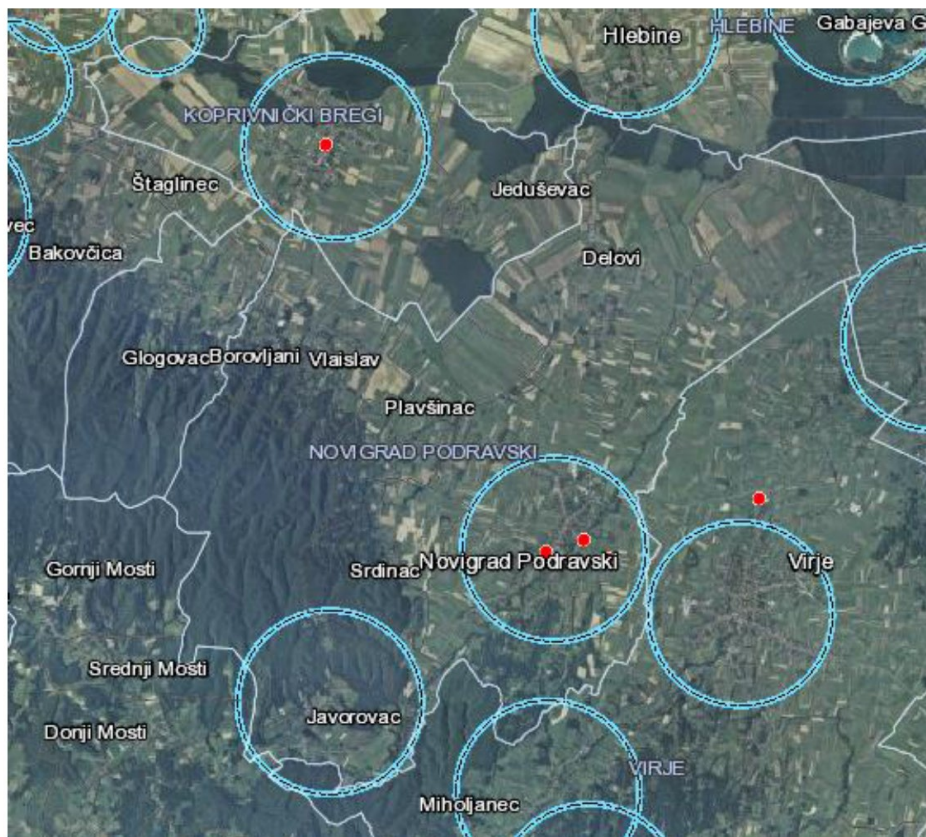 Gabajeva G
HLEBINE
Hlebine
KOPRIVNIČKI BREGI
Štaglinec
Jeduševac
vec
Bakovčica
Delovi
Glogovac
Borovljani
Vlaislav
Plavšinac
NOVIGRAD PODRAVSKI
Novigrad Podravski
Virje
Gornji Mosti
Srdinac
Srednji Mosti
Javorovac
Donji Mosti
VIRJE
Miholjanec